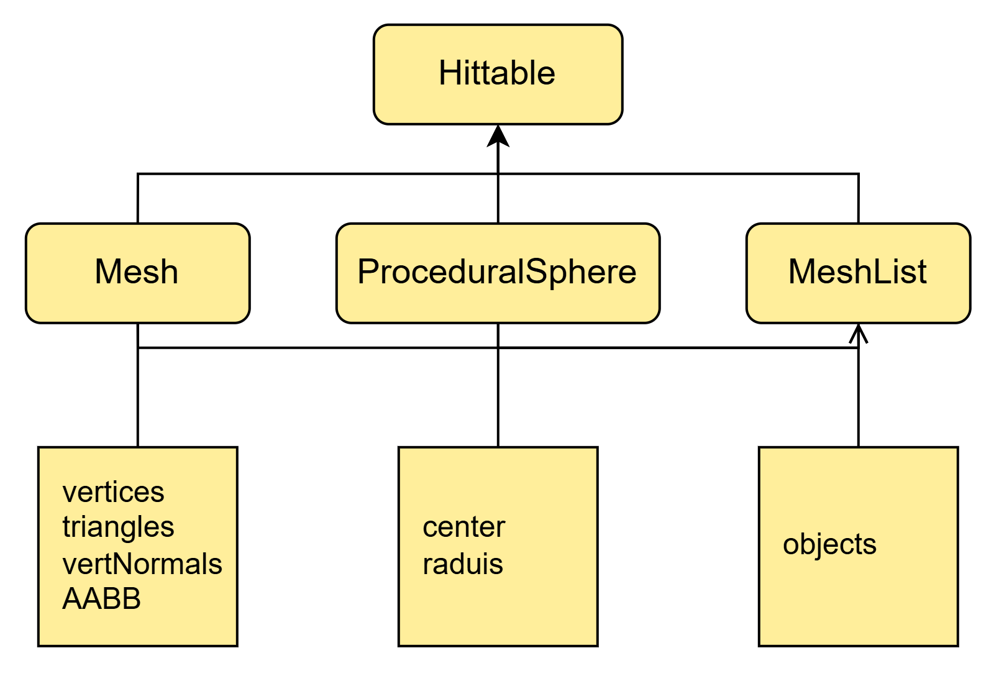 Hittable
Mesh
ProceduralSphere
MeshList
vertices
triangles
vertNormals
AABB
center
raduis
objects